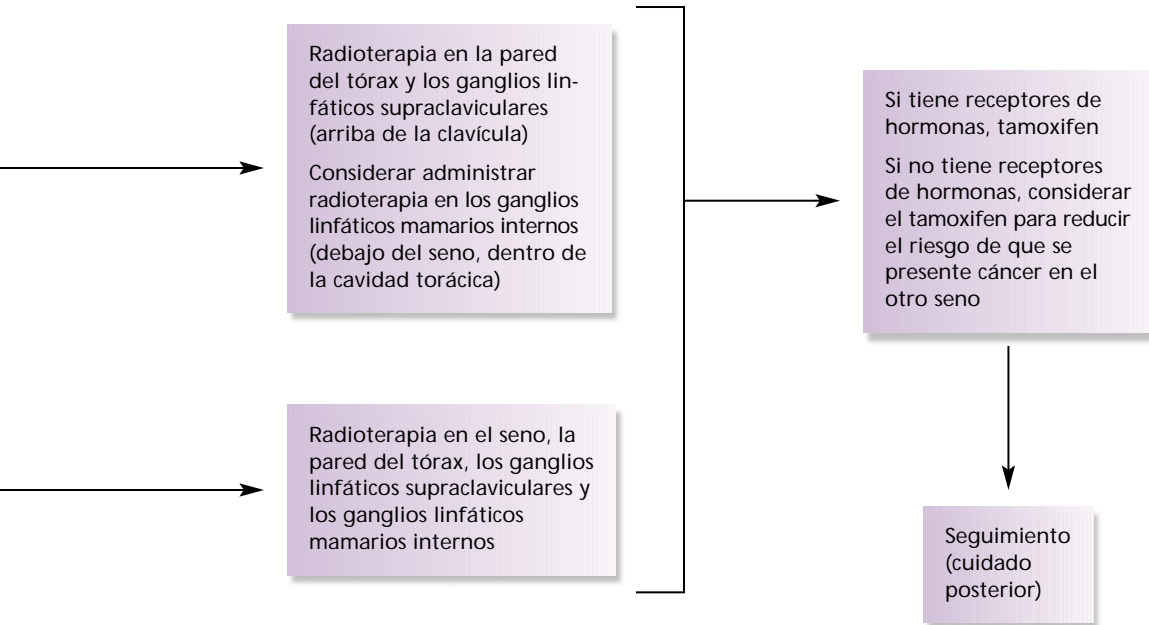 Radioterapia en la pared
del tórax y los ganglios lin-
fáticos supraclaviculares
(arriba de la clavícula)
Considerar administrar
radioterapia en los ganglios
linfáticos mamarios internos
(debajo del seno, dentro de
la cavidad torácica)
Radioterapia en el seno, la
pared del tórax, los ganglios
linfáticos supraclaviculares y
los ganglios linfáticos
mamarios internos
Si tiene receptores de
hormonas, tamoxifen
Si no tiene receptores
de hormonas, considerar
el tamoxifen para reducir
el riesgo de que se
presente cáncer en el
otro seno
Seguimiento
(cuidado
posterior)